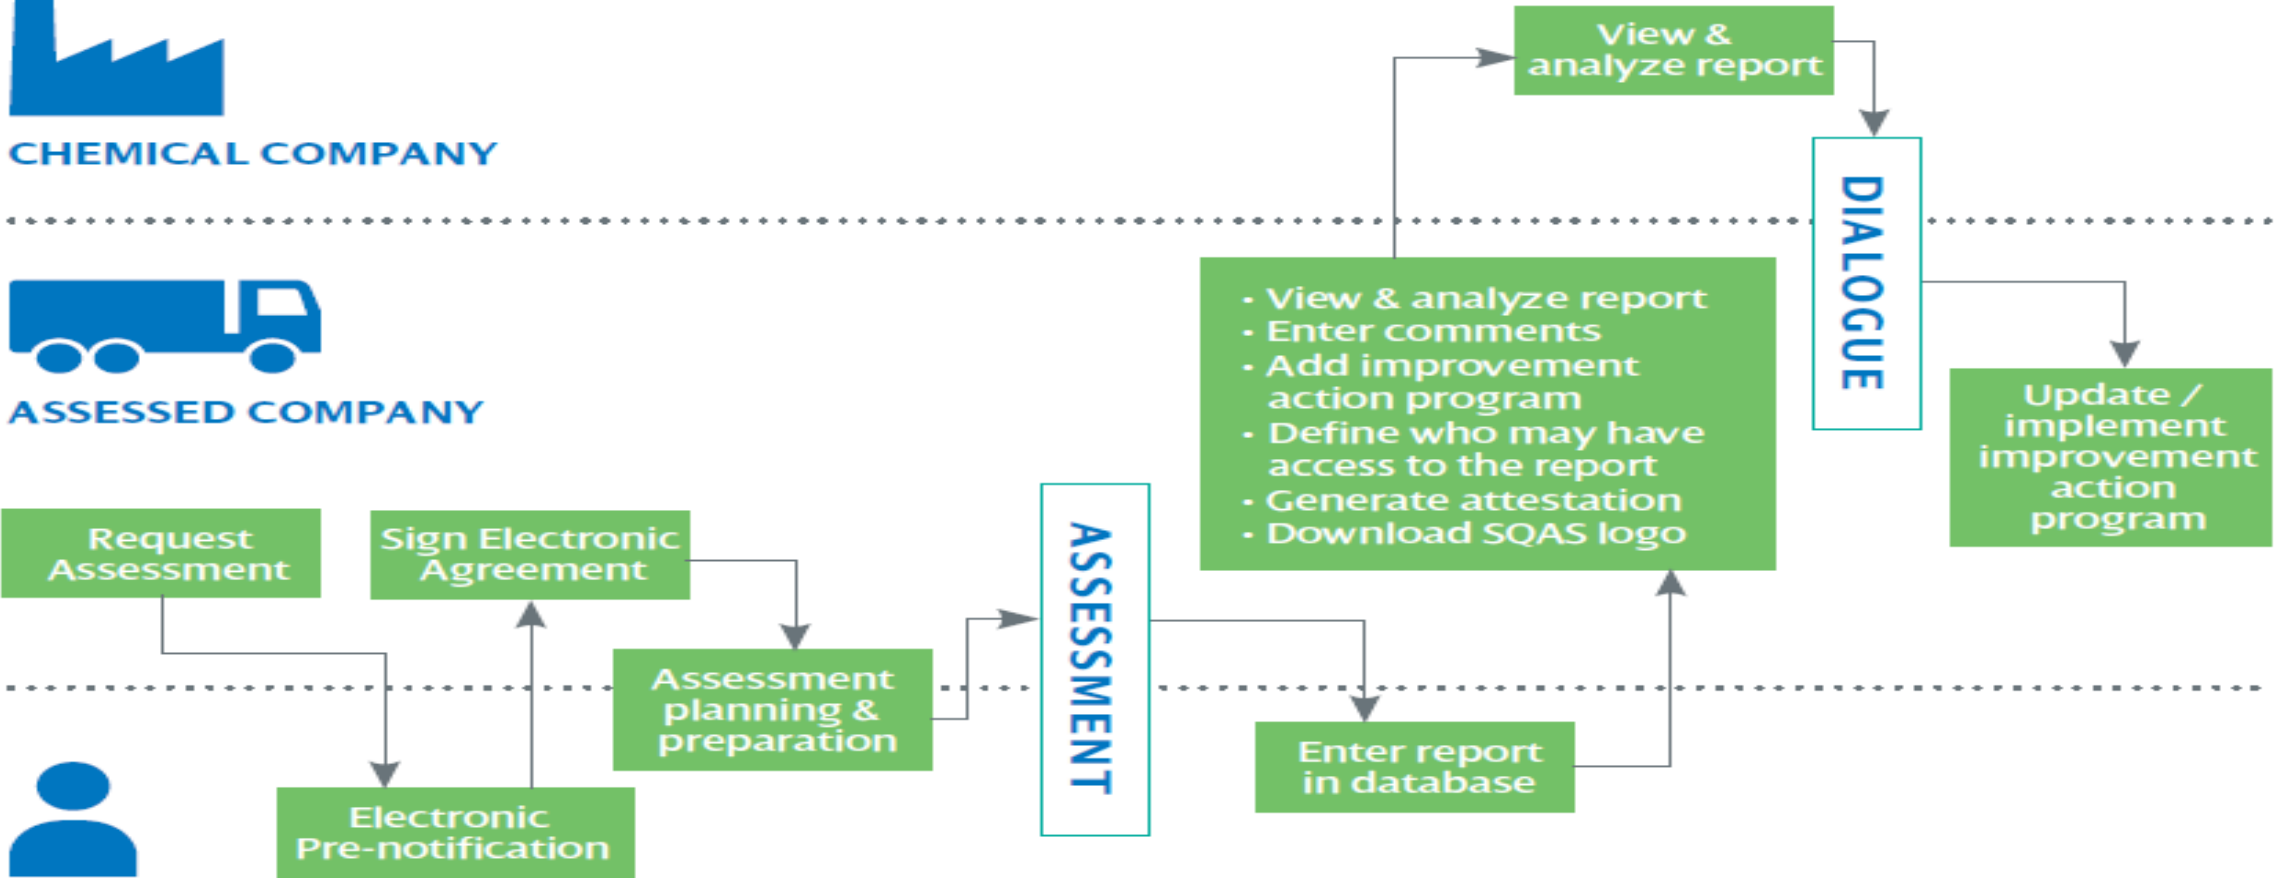 View &
analyze report
CHEMICAL COMPANY
DIALOGUE
• View & analyze report
• Enter comments
• Add improvement
action program
• Define who may have
access to the report
• Generate attestation
• Download SQAS logo
ASSESSED COMPANY
Update /
implement
improvement
action
program
Request
Assessment
Sign Electronic
Agreement
ASSESSMENT
Assessment
planning &
preparation
Enter report
in database
Electronic
Pre-notification